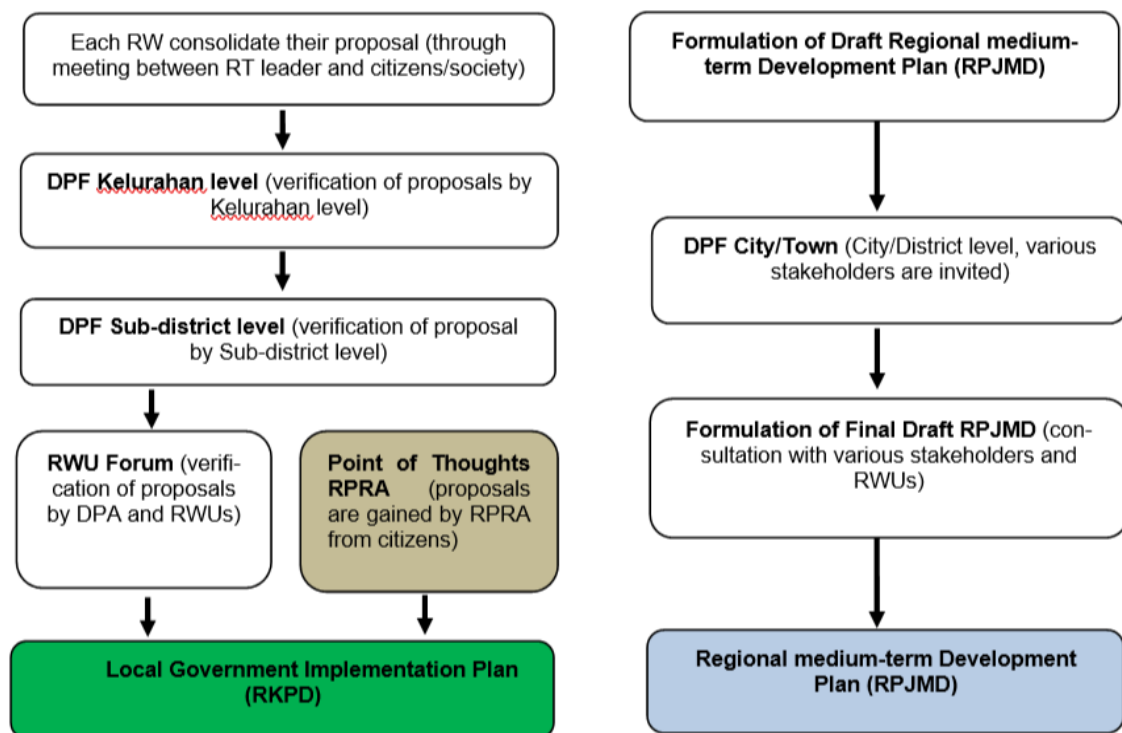 Each RW consolidate their proposal (through
meeting between RT leader and citizens/society)
DPF Kelurahan level (verification of proposals by
Kelurahan level)
DPF Sub-district level (verification of proposal
by Sub-district level)
RWU Forum (verifi-
cation of proposals
by DPA and RWUs)
Point of Thoughts
RPRA (proposals
are gained by RPRA
from citizens)
Local Government Implementation Plan
(RKPD)
Formulation of Draft Regional medium-
term Development Plan (RPJMD)
DPF City/Town (City/District level, various
stakeholders are invited)
Formulation of Final Draft RPJMD (con-
sultation with various stakeholders and
RWUs)
Regional medium-term Development
Plan (RPJMD)